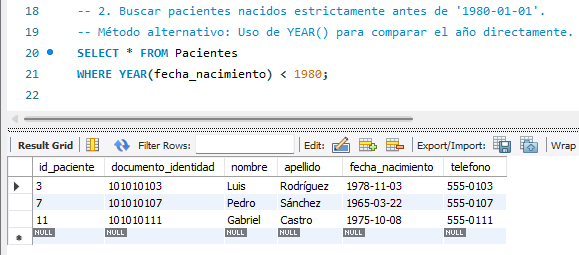 18 -- 2. Buscar pacientes nacidos estrictamente antes de '1980-01-01'.
19 -- Método alternativo: Uso de YEAR() para comparar el año directamente.
20 SELECT * FROM Pacientes
21 WHERE YEAR(fecha_nacimiento) < 1980;
22
Result Grid Filter Rows: Edit: Export/Import: Wrap
id_paciente documento_identidad nombre apellido fecha_nacimiento telefono
3 101010103 Luis Rodríguez 1978-11-03 555-0103
7 101010107 Pedro Sánchez 1965-03-22 555-0107
11 101010111 Gabriel Castro 1975-10-08 555-0111
NULL NULL NULL NULL NULL NULL